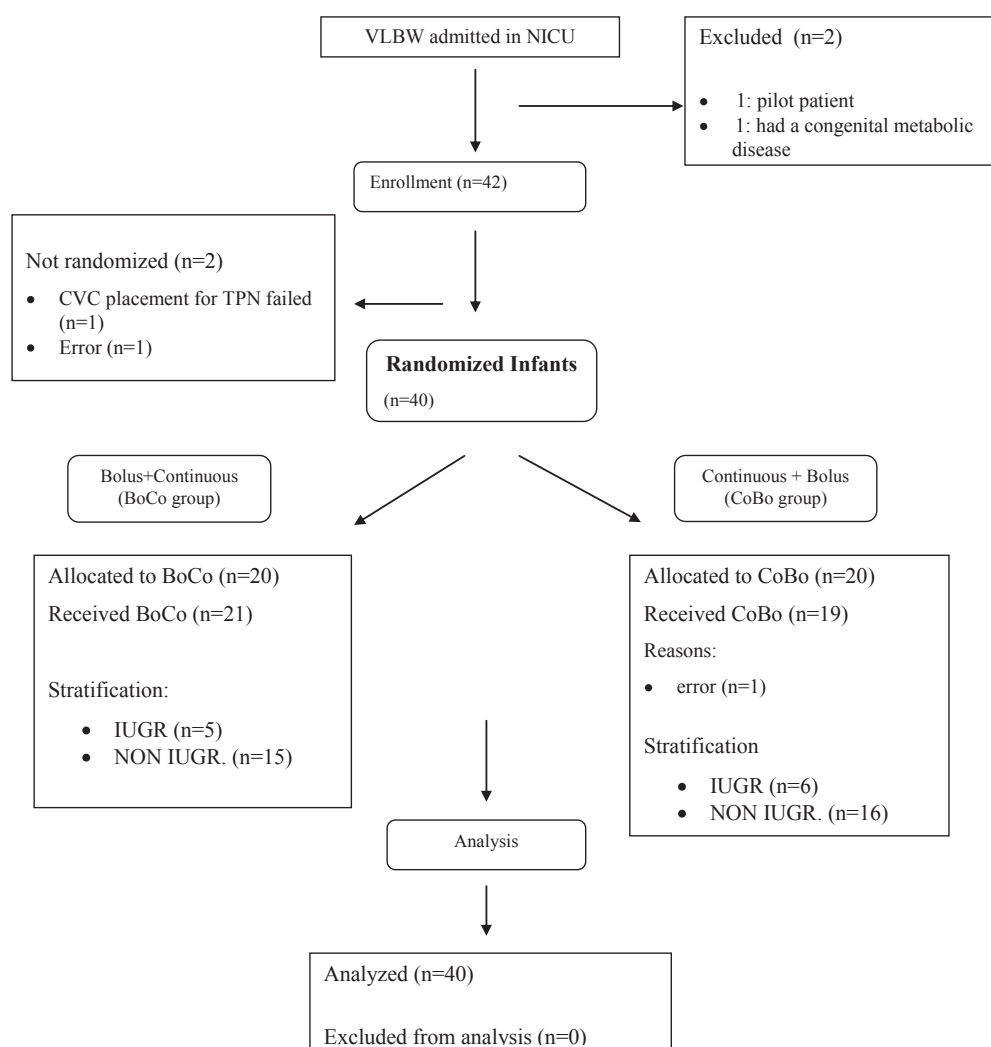 VLBW admitted in NICU
Excluded (n=2)
• 1: pilot patient
• 1: had a congenital metabolic
disease
Enrollment (n=42)
Not randomized (n=2)
• CVC placement for TPN failed
(n=1)
• Error (n=1)
Randomized Infants
(n=40)
Bolus+Continuous
(BoCo group)
Continuous + Bolus
(CoBo group)
Allocated to BoCo (n=20)
Received BoCo (n=21)
Stratification:
• IUGR (n=5)
• NON IUGR. (n=15)
Allocated to CoBo (n=20)
Received CoBo (n=19)
Reasons:
• error (n=1)
Stratification
• IUGR (n=6)
• NON IUGR. (n=16)
Analysis
Analyzed (n=40)
Excluded from analysis (n=0)